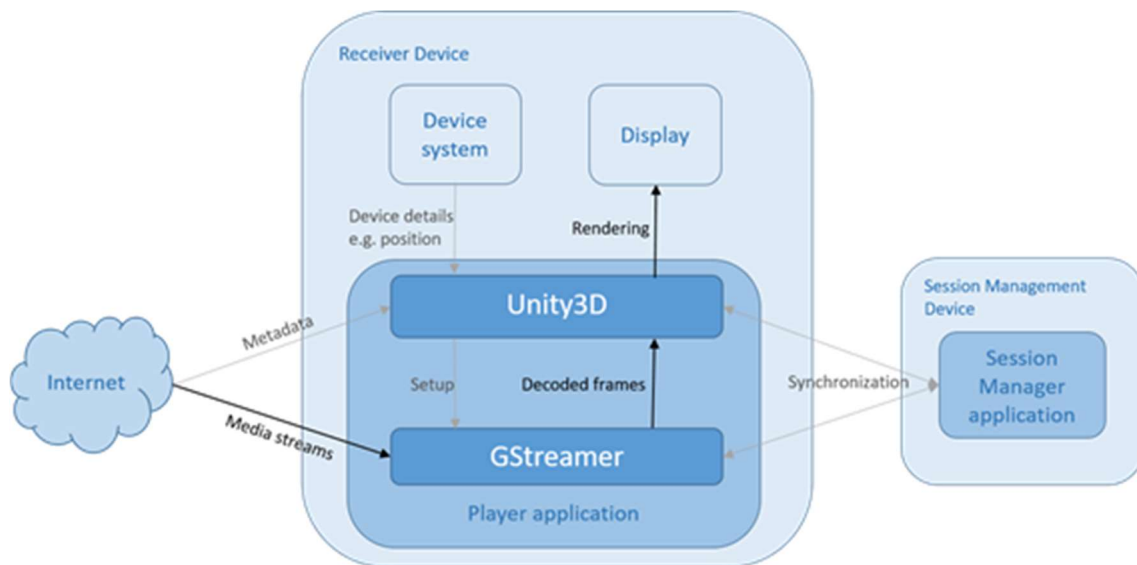 Receiver Device
Device
system
Display
Device details
e.g. position
Rendering
Unity3D
Session Management
Device
Metadata
Internet
Setup
Decoded frames
Synchronization
Session
Manager
application
Media streams
GStreamer
Player application